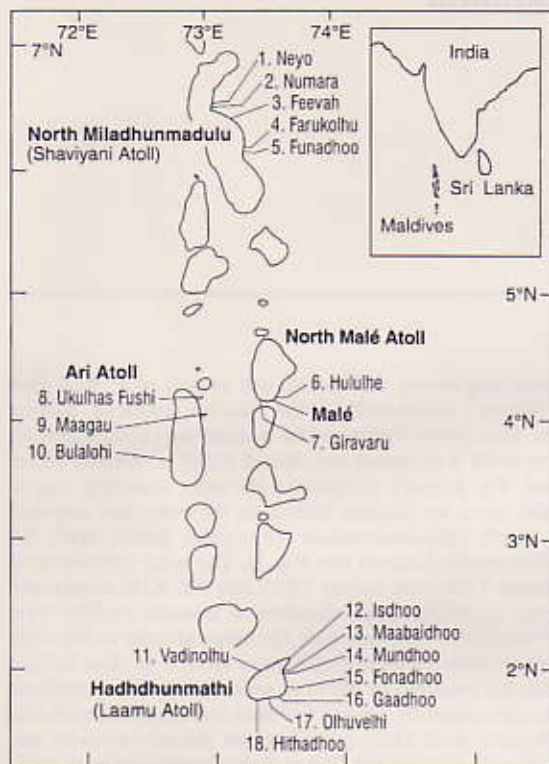 72°E
73°E
74°E
7°N
1. Neyo
2. Numara
3. Feevah
4. Farukolhu
5. Funadhoo
North Miladhunmadulu
(Shaviyani Atoll)
India
Sri Lanka
Maldives
5°N
North Malé Atoll
Ari Atoll
8. Ukulhas Fushi
9. Maagau
10. Bulalohi
6. Hululhe
Malé
7. Giravaru
4°N
3°N
12. Isdhoo
13. Maabaidhoo
14. Mundhoo
15. Fonadhoo
16. Gaadhoo
17. Olhuvelhi
18. Hithadhoo
11. Vadinolhu
Hadhdhunmathi
(Laamu Atoll)
2°N